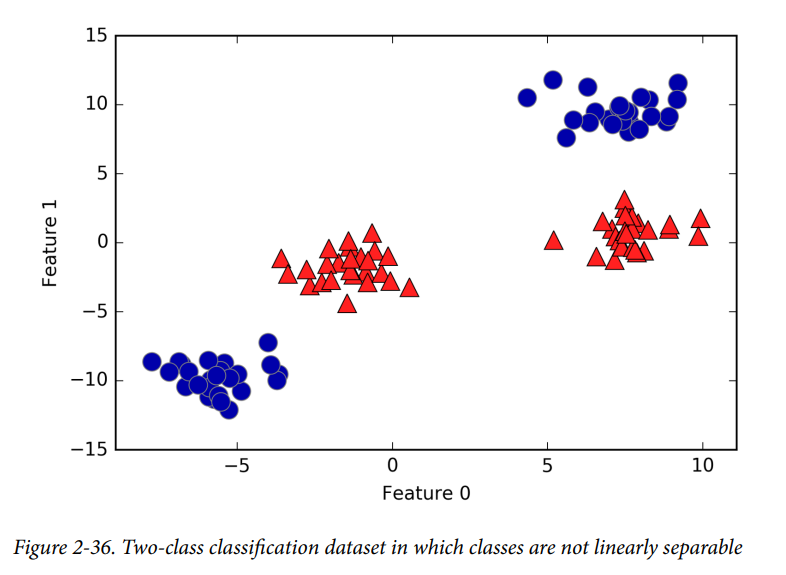 15
10
5
0
−5
−10
−15
Feature 1
−5 0 5 10
Feature 0
Figure 2-36. Two-class classification dataset in which classes are not linearly separable